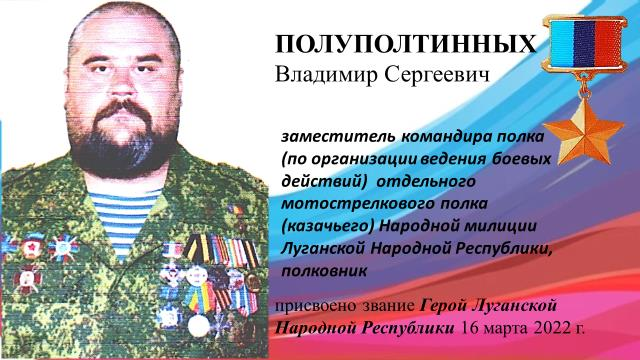 ПОЛУПОЛТИННЫХ
Владимир Сергеевич
заместитель командира полка
(по организации ведения боевых
действий) отдельного
мотострелкового полка
(казачьего) Народной милиции
Луганской Народной Республики,
полковник
присвоено звание Герой Луганской
Народной Республики 16 марта 2022 г.